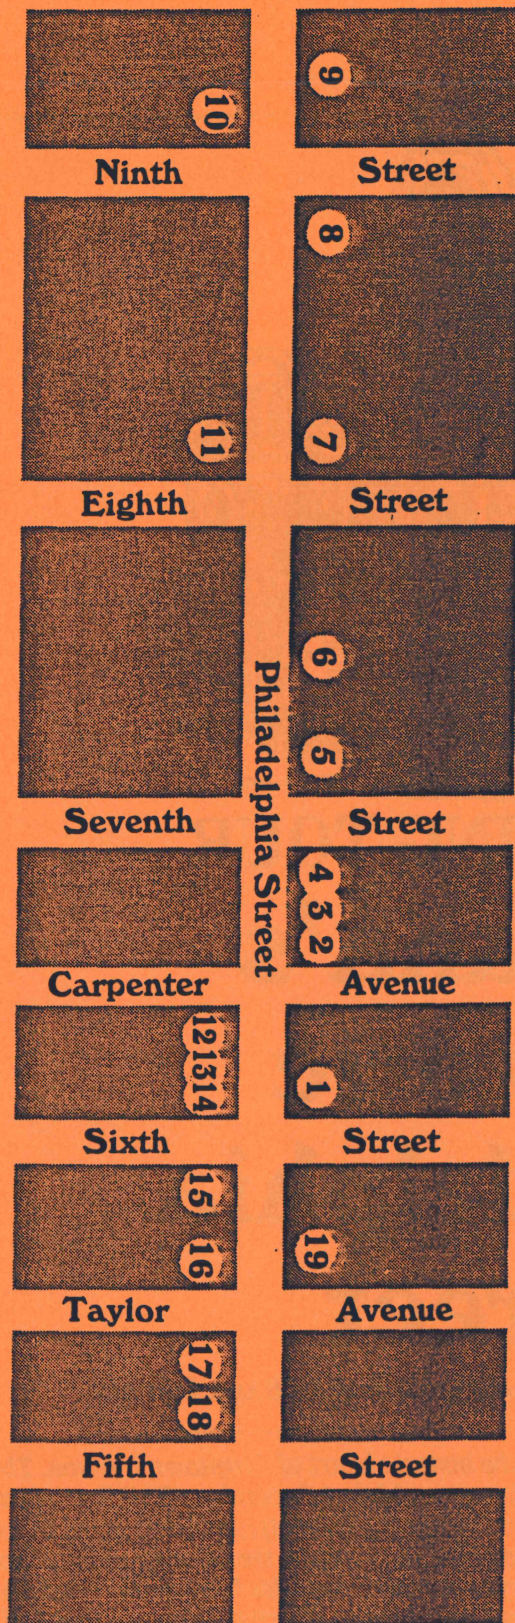 9
10
Ninth Street
8
11
7
Eighth Street
6
5
Philadelphia Street
Seventh Street
4
3
2
Carpenter Avenue
12
13
14
1
Sixth Street
15
16
19
Taylor Avenue
17
18
Fifth Street